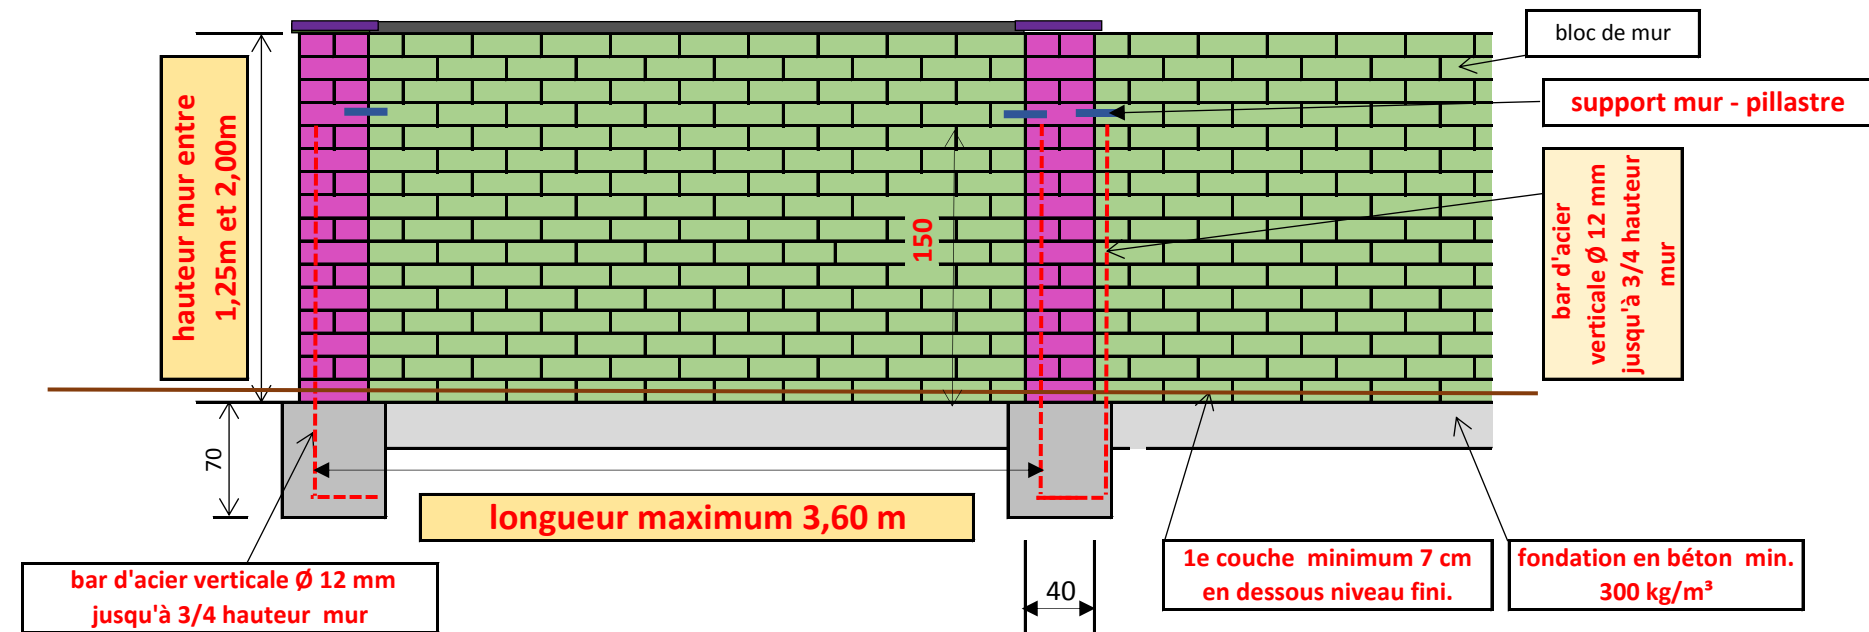 bloc de mur
support mur - pillastre
hauteur mur entre
1,25m et 2,00m
bar d'acier
verticale Ø 12 mm
jusqu'à 3/4 hauteur
mur
150
70
longueur maximum 3,60 m
bar d'acier verticale Ø 12 mm
jusqu'à 3/4 hauteur mur
40
1e couche minimum 7 cm
en dessous niveau fini.
fondation en béton min.
300 kg/m³